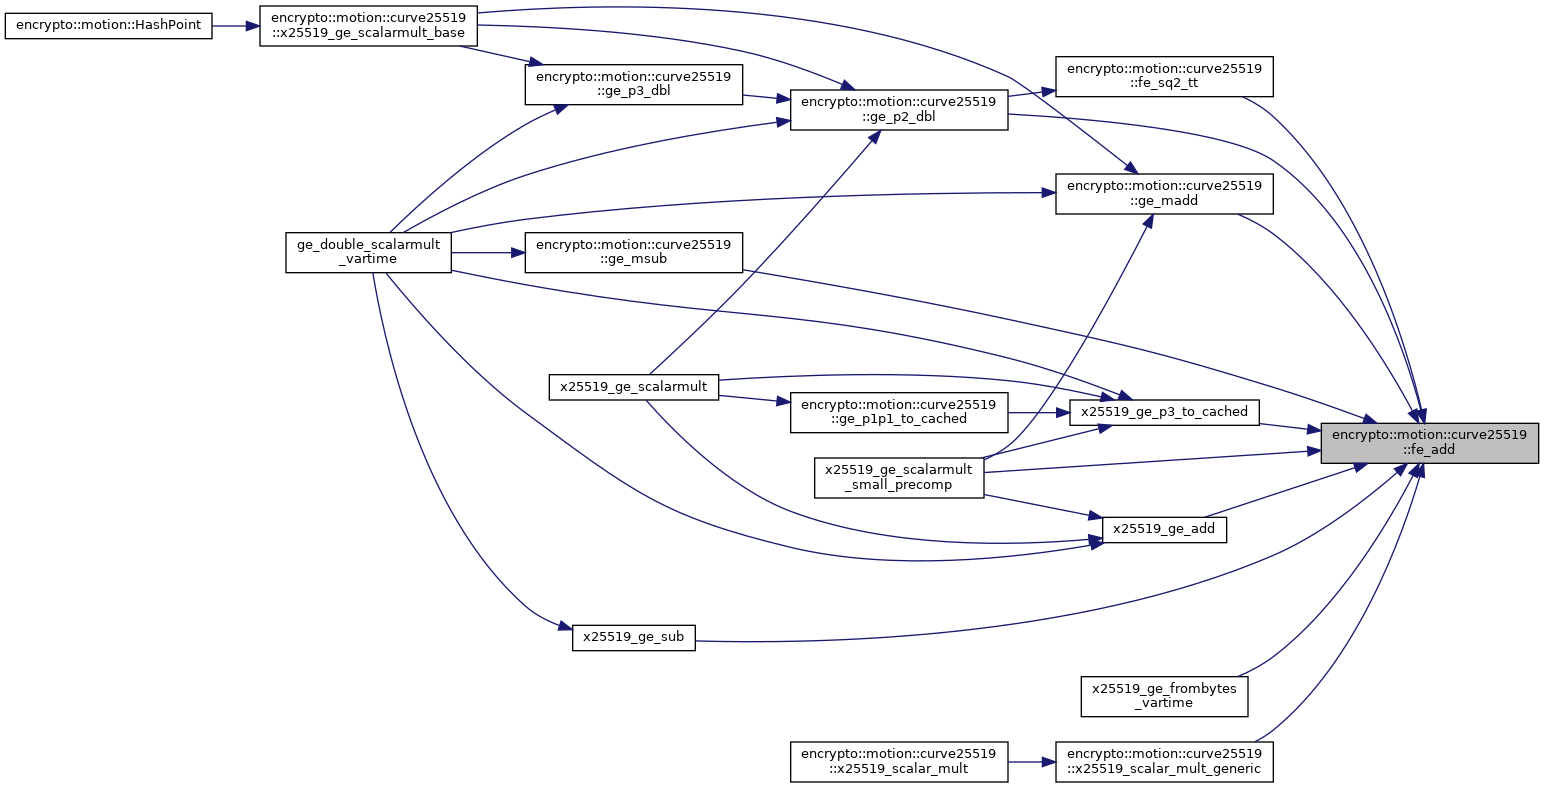 encrypto::motion::HashPoint
encrypto::motion::curve25519
::x25519_ge_scalarmult_base
encrypto::motion::curve25519
::ge_p3_dbl
encrypto::motion::curve25519
::ge_p2_dbl
encrypto::motion::curve25519
::fe_sq2_tt
encrypto::motion::curve25519
::ge_madd
ge_double_scalarmult
_vartime
encrypto::motion::curve25519
::ge_msub
x25519_ge_scalarmult
encrypto::motion::curve25519
::ge_p1p1_to_cached
x25519_ge_p3_to_cached
encrypto::motion::curve25519
::fe_add
x25519_ge_scalarmult
_small_precomp
x25519_ge_add
x25519_ge_sub
x25519_ge_frombytes
_vartime
encrypto::motion::curve25519
::x25519_scalar_mult
encrypto::motion::curve25519
::x25519_scalar_mult_generic